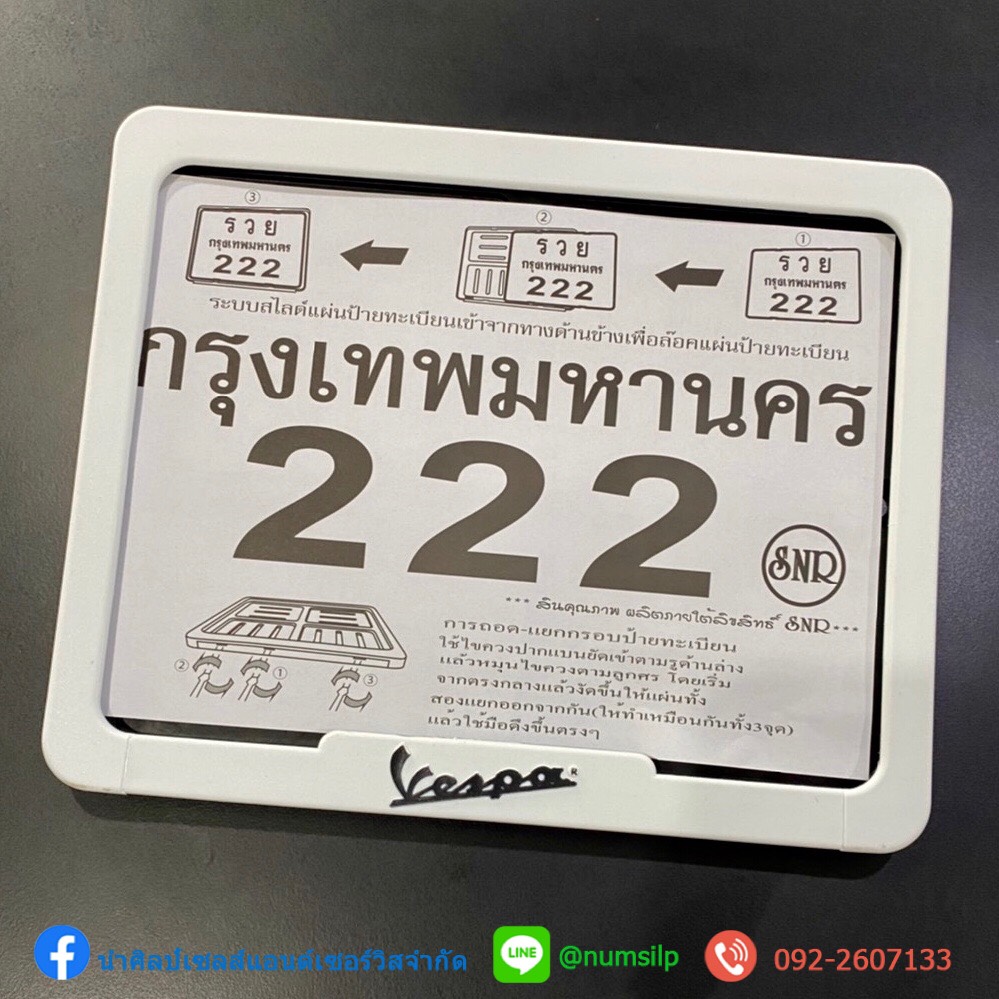 ③
②
①
รวย
กรุงเทพมหานคร
222
รวย
กรุงเทพมหานคร
222
รวย
กรุงเทพมหานคร
222
ระบบสไลด์แผ่นป้ายทะเบียนเข้าจากทางด้านข้างเพื่อล๊อคแผ่นป้ายทะเบียน
กรุงเทพมหานคร
222
SNR
*** สินคุณภาพ ผลิตภายใต้ลิขสิทธิ์ SNR***
การถอด-แยกกรอบป้ายทะเบียน
ใช้ไขควงปากแบนยัดเข้าตามรูด้านล่าง
แล้วหมุนไขควงตามลูกศร โดยเริ่ม
จากตรงกลางแล้วงัดขึ้นให้แผ่นทั้ง
สองแยกออกจากกัน(ให้ทำเหมือนกันทั้ง3จุด)
แล้วใช้มือดึงขึ้นตรงๆ
② ① ③
Vespa®
นำศิลปเซลส์แอนด์เซอร์วิสจำกัด
LINE @numsilp
092-2607133